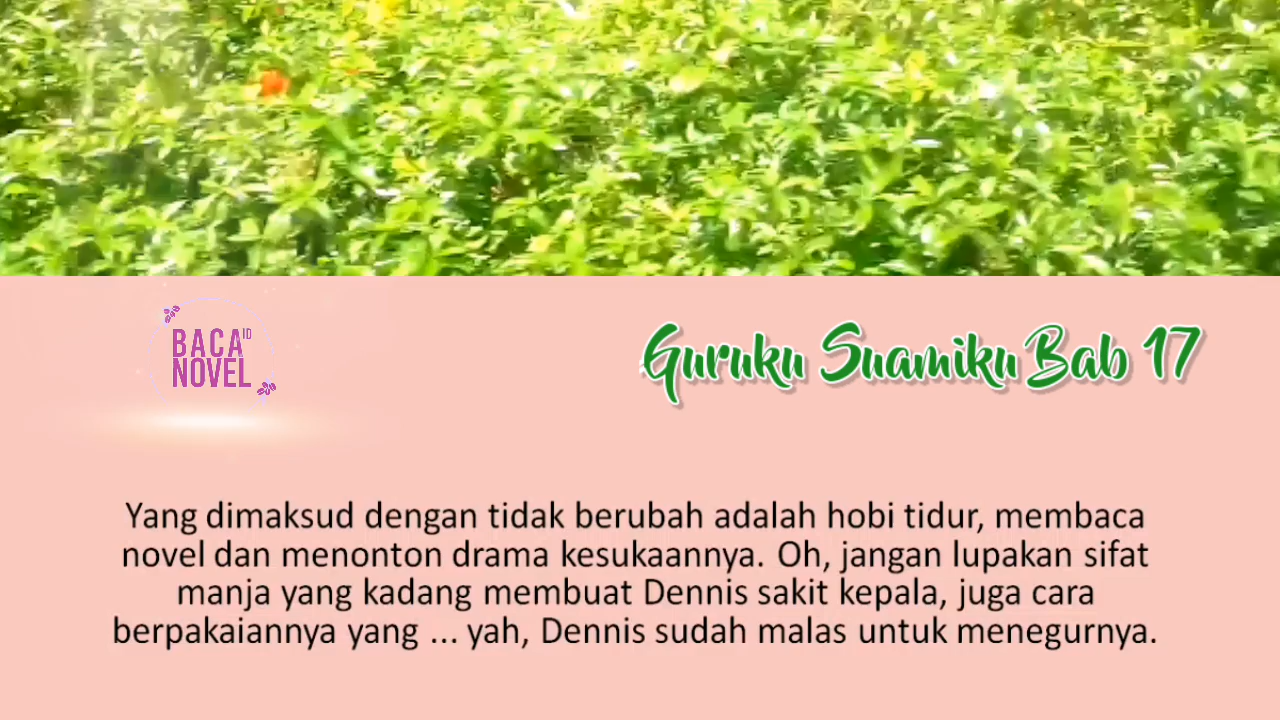 BACA ID
NOVEL
Guruku Suamiku Bab 17
Yang dimaksud dengan tidak berubah adalah hobi tidur, membaca
novel dan menonton drama kesukaannya. Oh, jangan lupakan sifat
manja yang kadang membuat Dennis sakit kepala, juga cara
berpakaiannya yang ... yah, Dennis sudah malas untuk menegurnya.